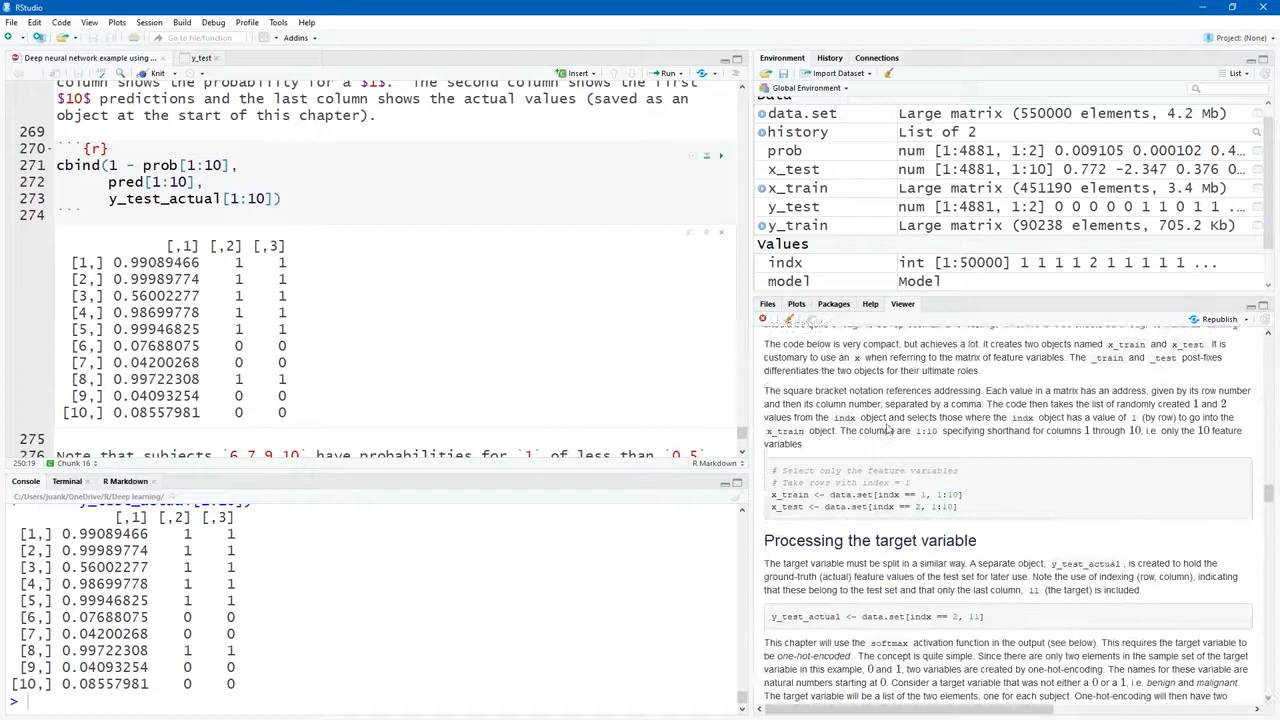 RStudio
File Edit Code View Plots Session Build Debug Profile Tools Help
Go to File/function
Addins
Project: (None)
Deep neural network example using ...
y_test
Knit
Insert
Run
column shows the probability for a $1$. The second column shows the first
$10$ predictions and the last column shows the actual values (saved as an
object at the start of this chapter).
269
270 ```{r}
271 cbind(1 - prob[1:10],
272 pred[1:10],
273 y_test_actual[1:10])
274 ```
[,1] [,2] [,3]
[1,] 0.99089466 1 1
[2,] 0.99989774 1 1
[3,] 0.56002277 1 1
[4,] 0.98699778 1 1
[5,] 0.99946825 1 1
[6,] 0.07688075 0 0
[7,] 0.04200268 0 0
[8,] 0.99722308 1 1
[9,] 0.04093254 0 0
[10,] 0.08557981 0 0
275
276 Note that subjects `6,7,9,10` have probabilities for `1` of less than `0.5`
250:19 Chunk 16 R Markdown
Console Terminal R Markdown
C:/Users/juank/OneDrive/R/Deep learning/
y_test_actual[1:10])
[,1] [,2] [,3]
[1,] 0.99089466 1 1
[2,] 0.99989774 1 1
[3,] 0.56002277 1 1
[4,] 0.98699778 1 1
[5,] 0.99946825 1 1
[6,] 0.07688075 0 0
[7,] 0.04200268 0 0
[8,] 0.99722308 1 1
[9,] 0.04093254 0 0
[10,] 0.08557981 0 0
>
Environment History Connections
Import Dataset
List
Global Environment
Data
data.set Large matrix (550000 elements, 4.2 Mb)
history List of 2
prob num [1:4881, 1:2] 0.009105 0.000102 0.4...
x_test num [1:4881, 1:10] 0.772 -2.347 0.376 0...
x_train Large matrix (451190 elements, 3.4 Mb)
y_test num [1:4881, 1:2] 0 0 0 0 0 1 1 0 1 1 ...
y_train Large matrix (90238 elements, 705.2 Kb)
Values
indx int [1:50000] 1 1 1 1 2 1 1 1 1 1 ...
model Model
Files Plots Packages Help Viewer
Republish
The code below is very compact, but achieves a lot. It creates two objects named x_train and x_test. It is
customary to use an x when referring to the matrix of feature variables. The _train and _test post-fixes
differentiates the two objects for their ultimate roles.
The square bracket notation references addressing. Each value in a matrix has an address, given by its row number
and then its column number, separated by a comma. The code then takes the list of randomly created 1 and 2
values from the indx object and selects those where the indx object has a value of 1 (by row) to go into the
x_train object. The columns are 1:10 specifying shorthand for columns 1 through 10, i.e. only the 10 feature
variables.
# Select only the feature variables
# Take rows with index = 1
x_train <- data.set[indx == 1, 1:10]
x_test <- data.set[indx == 2, 1:10]
Processing the target variable
The target variable must be split in a similar way. A separate object, y_test_actual, is created to hold the
ground-truth (actual) feature values of the test set for later use. Note the use of indexing (row, column), indicating
that these belong to the test set and that only the last column, 11 (the target) is included.
y_test_actual <- data.set[indx == 2, 11]
This chapter will use the softmax activation function in the output (see below). This requires the target variable to
be one-hot-encoded. The concept is quite simple. Since there are only two elements in the sample set of the target
variable in this example, 0 and 1, two variables are created by one-hot-encoding. The names for these variable are
natural numbers starting at 0. Consider a target variable that was not either a 0 or a 1, i.e. benign and malignant.
The target variable will be a list of the two elements, one for each subject. One-hot-encoding will then have two